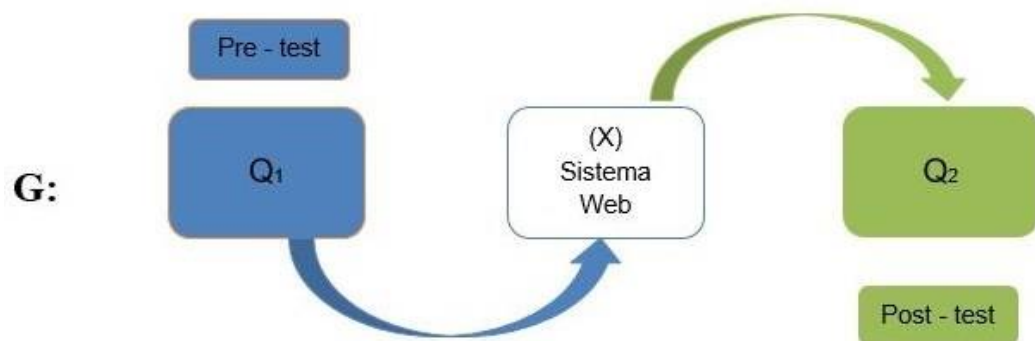 Pre - test
G:
Q₁
(X)
Sistema
Web
Q₂
Post - test